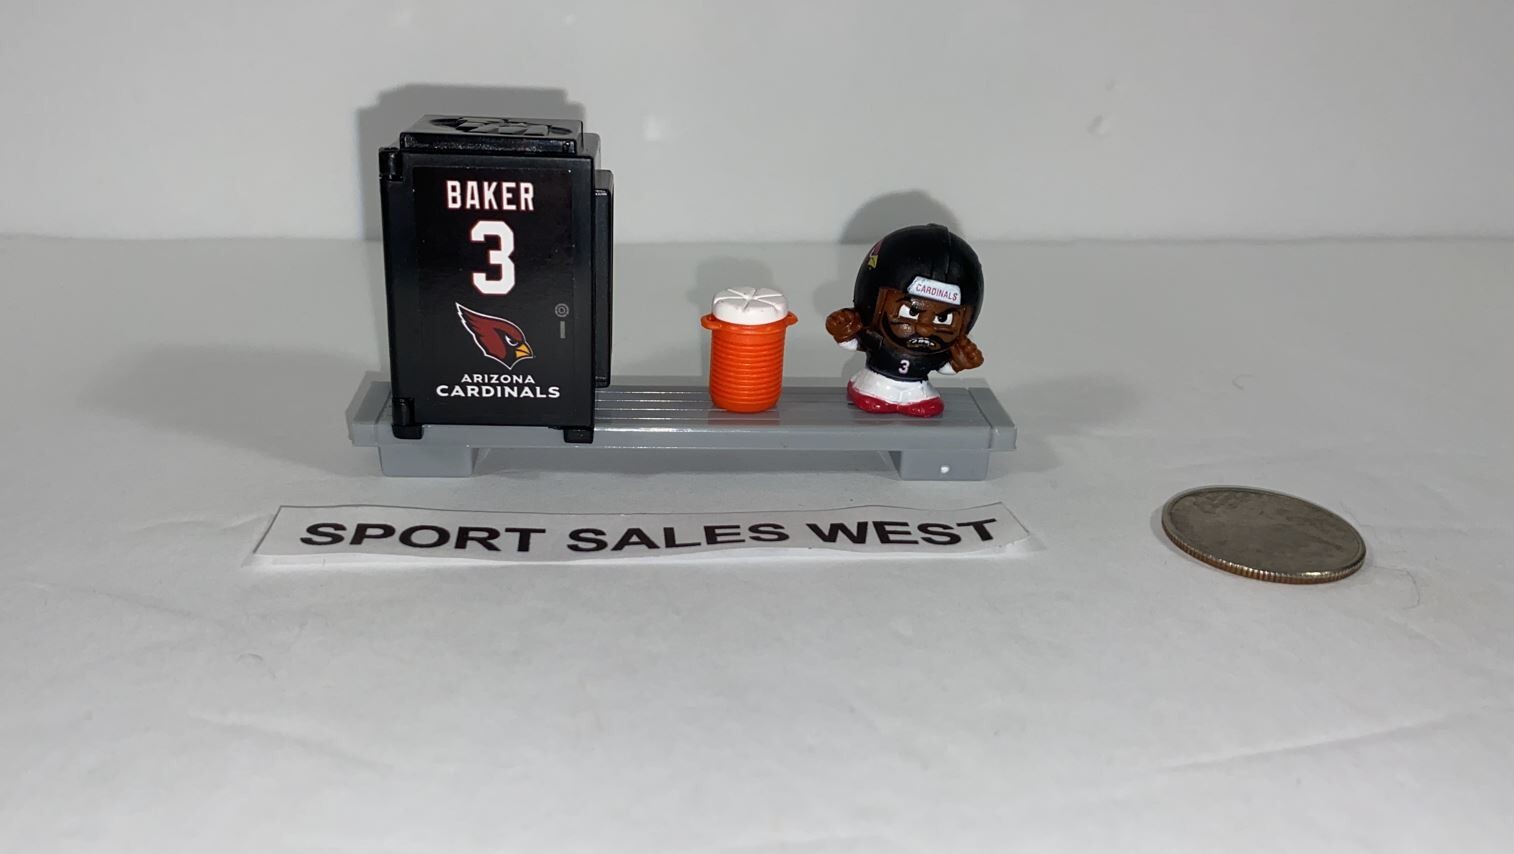 BAKER
3
ARIZONA
CARDINALS
CARDINALS
3
SPORT SALES WEST